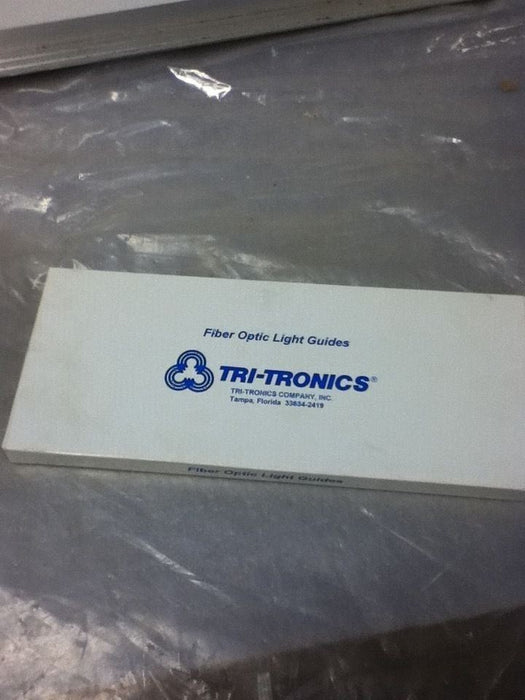 Fiber Optic Light Guides
TRI-TRONICS®
TRI-TRONICS COMPANY, INC.
Tampa, Florida 33634-2419
Fiber Optic Light Guides